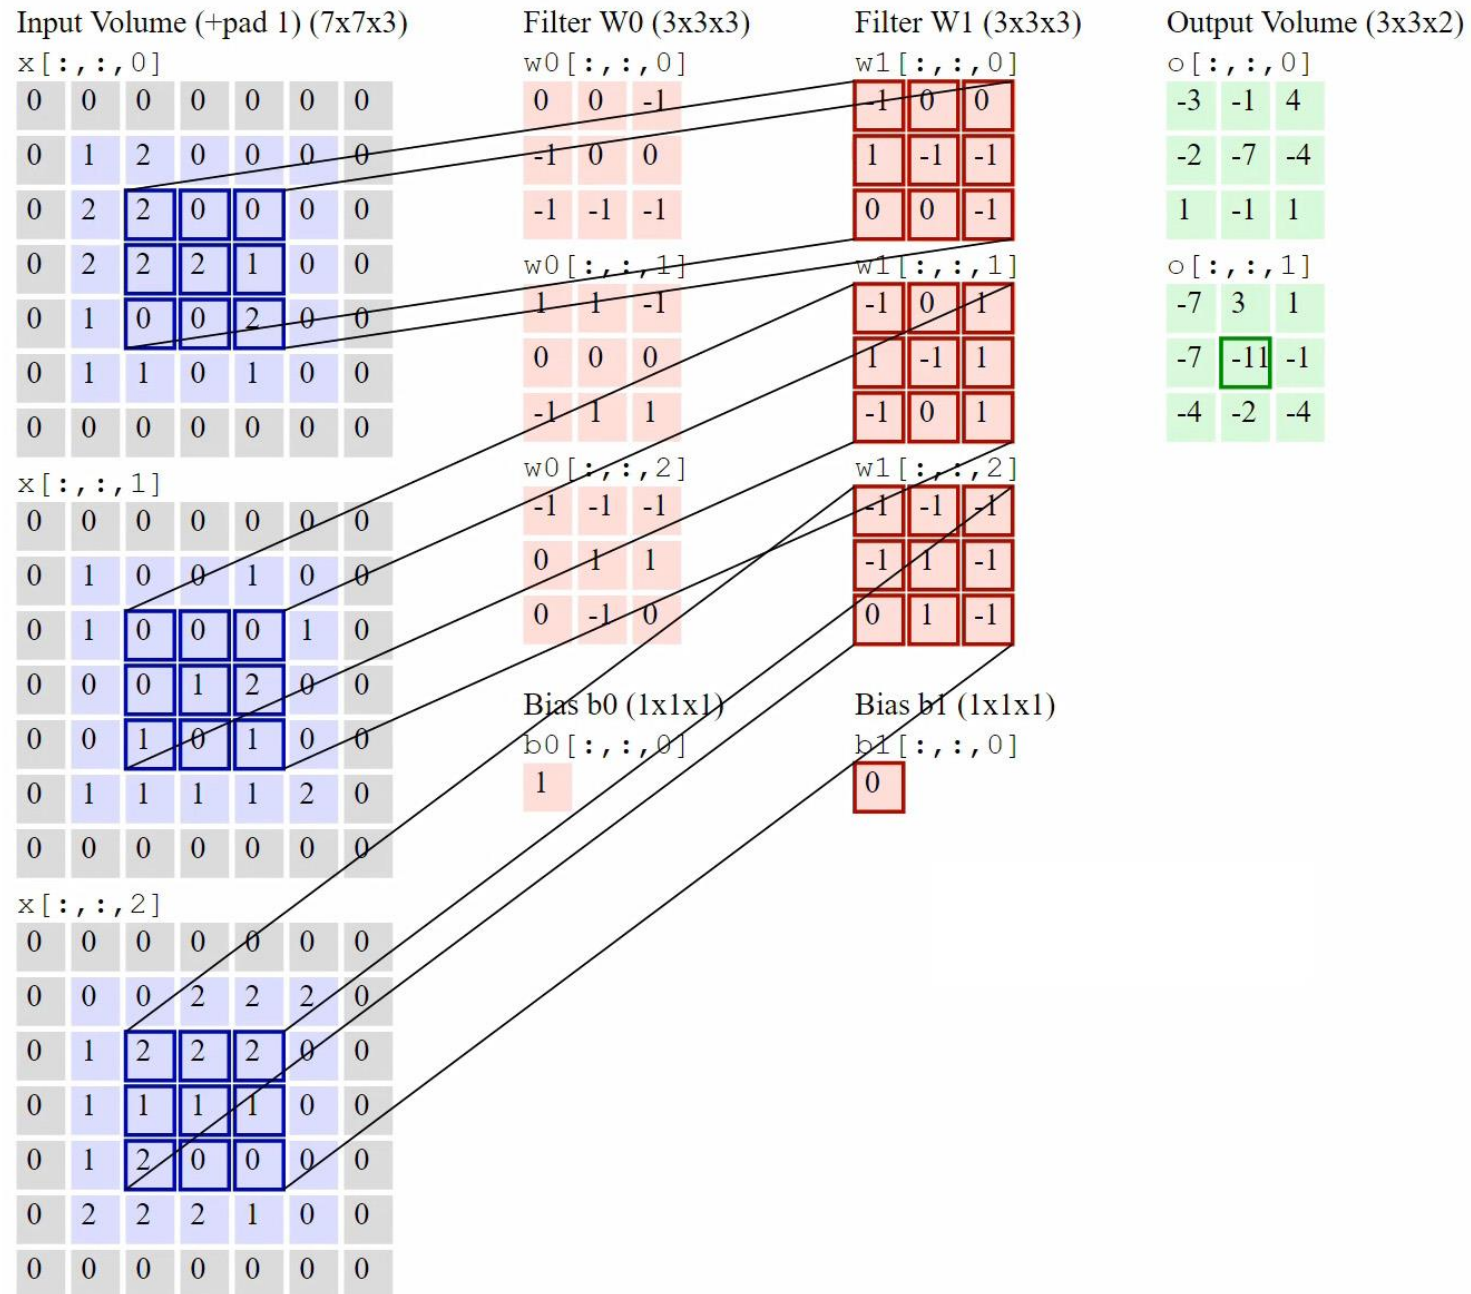 Input Volume (+pad 1) (7x7x3)
x[:,:,0]
0 0 0 0 0 0 0
0 1 2 0 0 0 0
0 2 2 0 0 0 0
0 2 2 2 1 0 0
0 1 0 0 2 0 0
0 1 1 0 1 0 0
0 0 0 0 0 0 0
x[:,:,1]
0 0 0 0 0 0 0
0 1 0 0 1 0 0
0 1 0 0 0 1 0
0 0 0 1 2 0 0
0 0 1 0 1 0 0
0 1 1 1 1 2 0
0 0 0 0 0 0 0
x[:,:,2]
0 0 0 0 0 0 0
0 0 0 2 2 2 0
0 1 2 2 2 0 0
0 1 1 1 1 0 0
0 1 2 0 0 0 0
0 2 2 2 1 0 0
0 0 0 0 0 0 0
Filter W0 (3x3x3)
w0[:,:,0]
0 0 -1
-1 0 0
-1 -1 -1
w0[:,:,1]
1 1 -1
0 0 0
-1 1 1
w0[:,:,2]
-1 -1 -1
0 1 1
0 -1 0
Bias b0 (1x1x1)
b0[:,:,0]
1
Filter W1 (3x3x3)
w1[:,:,0]
-1 0 0
1 -1 -1
0 0 -1
w1[:,:,1]
-1 0 1
1 -1 1
-1 0 1
w1[:,:,2]
-1 -1 -1
-1 1 -1
0 1 -1
Bias b1 (1x1x1)
b1[:,:,0]
0
Output Volume (3x3x2)
o[:,:,0]
-3 -1 4
-2 -7 -4
1 -1 1
o[:,:,1]
-7 3 1
-7 -11 -1
-4 -2 -4